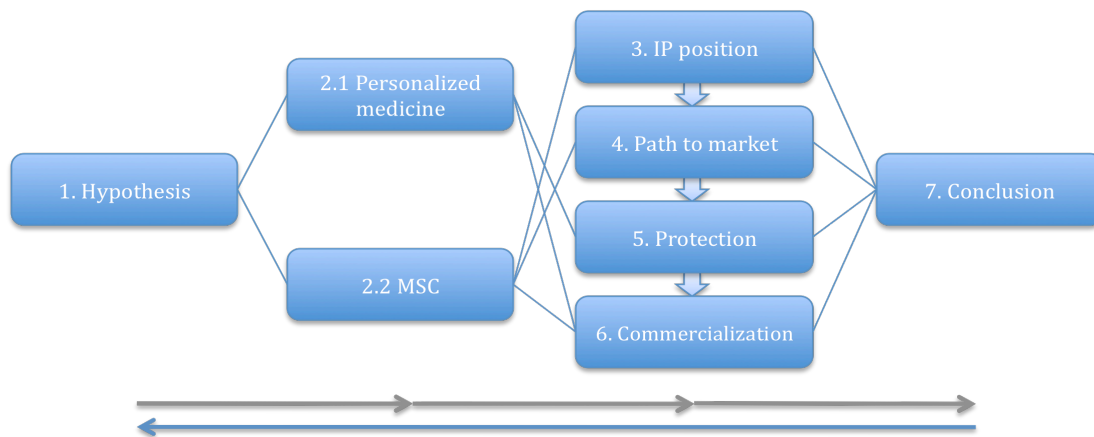 1. Hypothesis
2.1 Personalized
medicine
2.2 MSC
3. IP position
4. Path to market
5. Protection
6. Commercialization
7. Conclusion